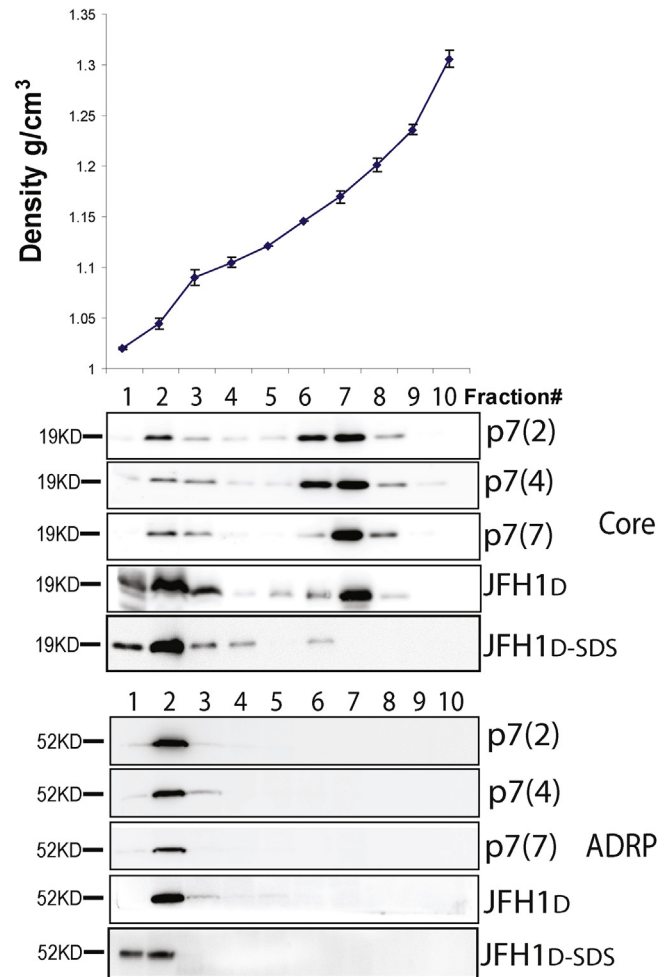 1.35
1.3
1.25
1.2
1.15
1.1
1.05
1
Density g/cm³
1 2 3 4 5 6 7 8 9 10 Fraction#
19KD p7(2)
19KD p7(4)
19KD p7(7)
Core
19KD JFH1D
19KD JFH1D-SDS
1 2 3 4 5 6 7 8 9 10
52KD p7(2)
52KD p7(4)
52KD p7(7) ADRP
52KD JFH1D
52KD JFH1D-SDS